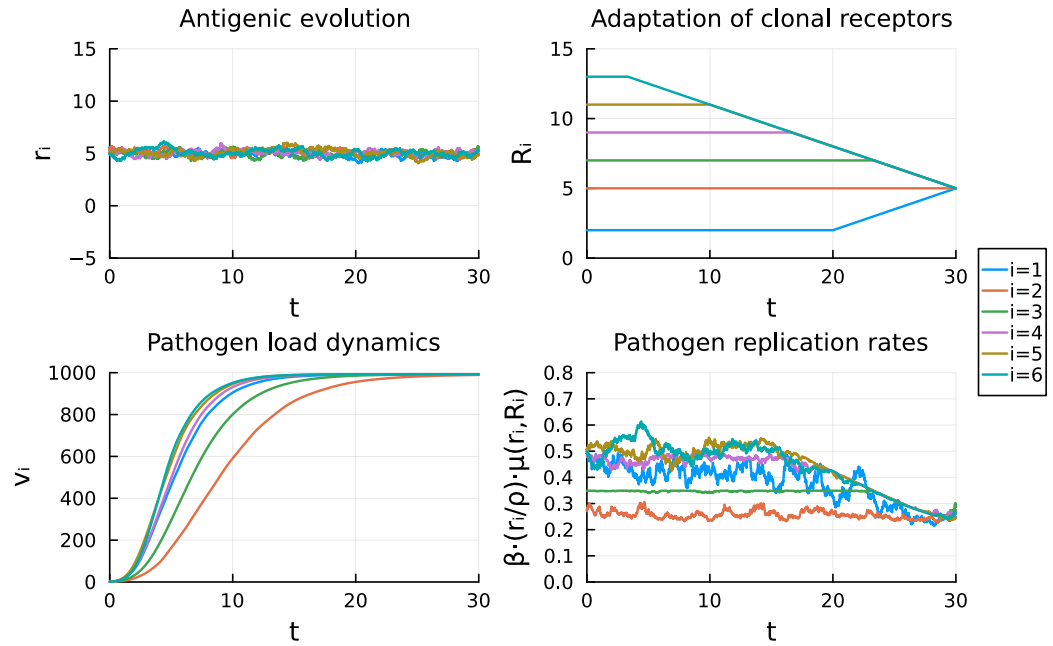 Antigenic evolution
15
10
5
0
−5
0
10
20
30
rᵢ
t
Adaptation of clonal receptors
15
10
5
0
0
10
20
30
Rᵢ
t
i=1
i=2
i=3
i=4
i=5
i=6
Pathogen load dynamics
1000
800
600
400
200
0
0
10
20
30
vᵢ
t
Pathogen replication rates
0.8
0.7
0.6
0.5
0.4
0.3
0.2
0.1
0.0
0
10
20
30
β⋅(rᵢ/ρ)⋅μ(rᵢ,Rᵢ)
t